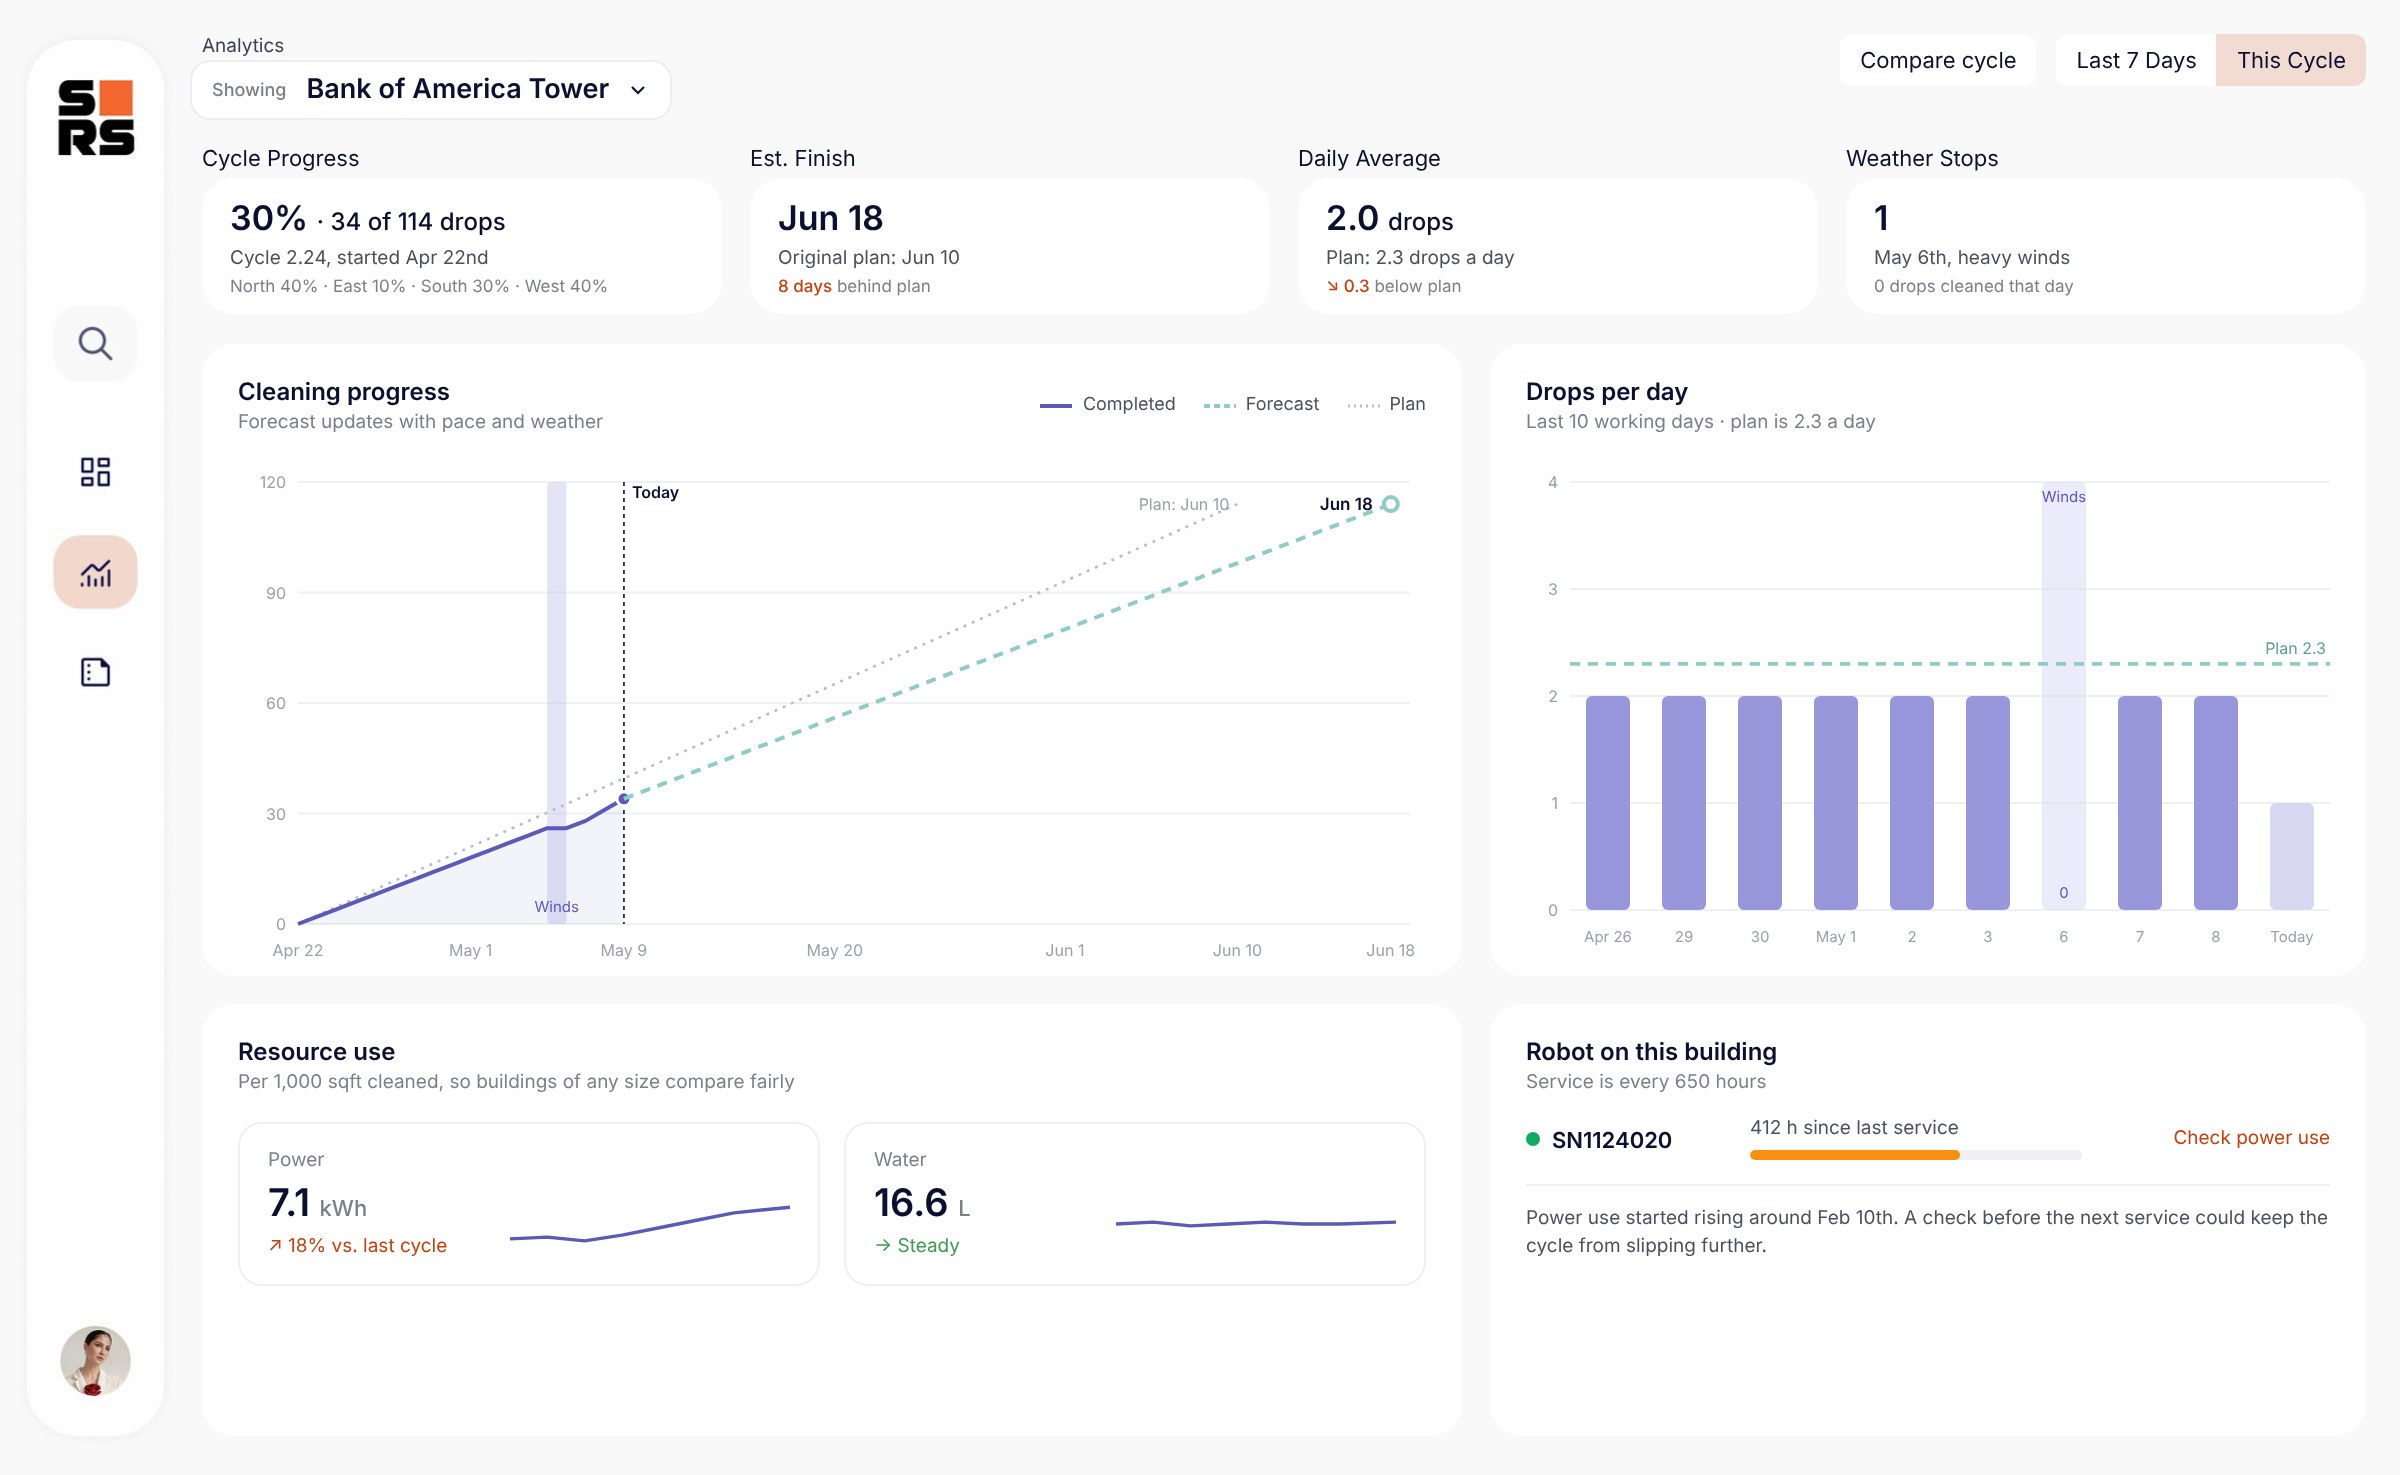 S
RS
Analytics
Showing Bank of America Tower
Compare cycle
Last 7 Days
This Cycle
Cycle Progress
30% · 34 of 114 drops
Cycle 2.24, started Apr 22nd
North 40% · East 10% · South 30% · West 40%
Est. Finish
Jun 18
Original plan: Jun 10
8 days behind plan
Daily Average
2.0 drops
Plan: 2.3 drops a day
↘ 0.3 below plan
Weather Stops
1
May 6th, heavy winds
0 drops cleaned that day
Cleaning progress
Forecast updates with pace and weather
Completed
Forecast
Plan
120
90
60
30
0
Today
Plan: Jun 10
Jun 18
Winds
Apr 22
May 1
May 9
May 20
Jun 1
Jun 10
Jun 18
Drops per day
Last 10 working days · plan is 2.3 a day
4
3
2
1
0
Winds
Plan 2.3
0
Apr 26
29
30
May 1
2
3
6
7
8
Today
Resource use
Per 1,000 sqft cleaned, so buildings of any size compare fairly
Power
7.1 kWh
↗ 18% vs. last cycle
Water
16.6 L
→ Steady
Robot on this building
Service is every 650 hours
SN1124020
412 h since last service
Check power use
Power use started rising around Feb 10th. A check before the next service could keep the
cycle from slipping further.